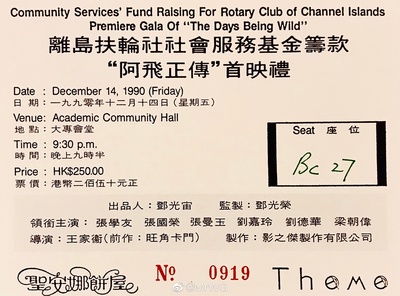 Community Services' Fund Raising For Rotary Club of Channel Islands
Premiere Gala Of "The Days Being Wild"
離島扶輪社社會服務基金籌款
“阿飛正傳”首映禮
Date : December 14, 1990 (Friday)
日期：一九九零年十二月十四日（星期五）
Venue: Academic Community Hall
地點：大專會堂
Time : 9:30 p.m.
時間：晚上九時半
Price : HK$250.00
票價：港幣二佰伍十元正
Seat 座位
BC 27
出品人：鄧光宙 監製：鄧光榮
領銜主演：張學友 張國榮 張曼玉 劉嘉玲 劉德華 梁朝偉
導演：王家衞(前作：旺角卡門) 製作：影之傑製作有限公司
聖安娜餅屋 No 0919 Theme